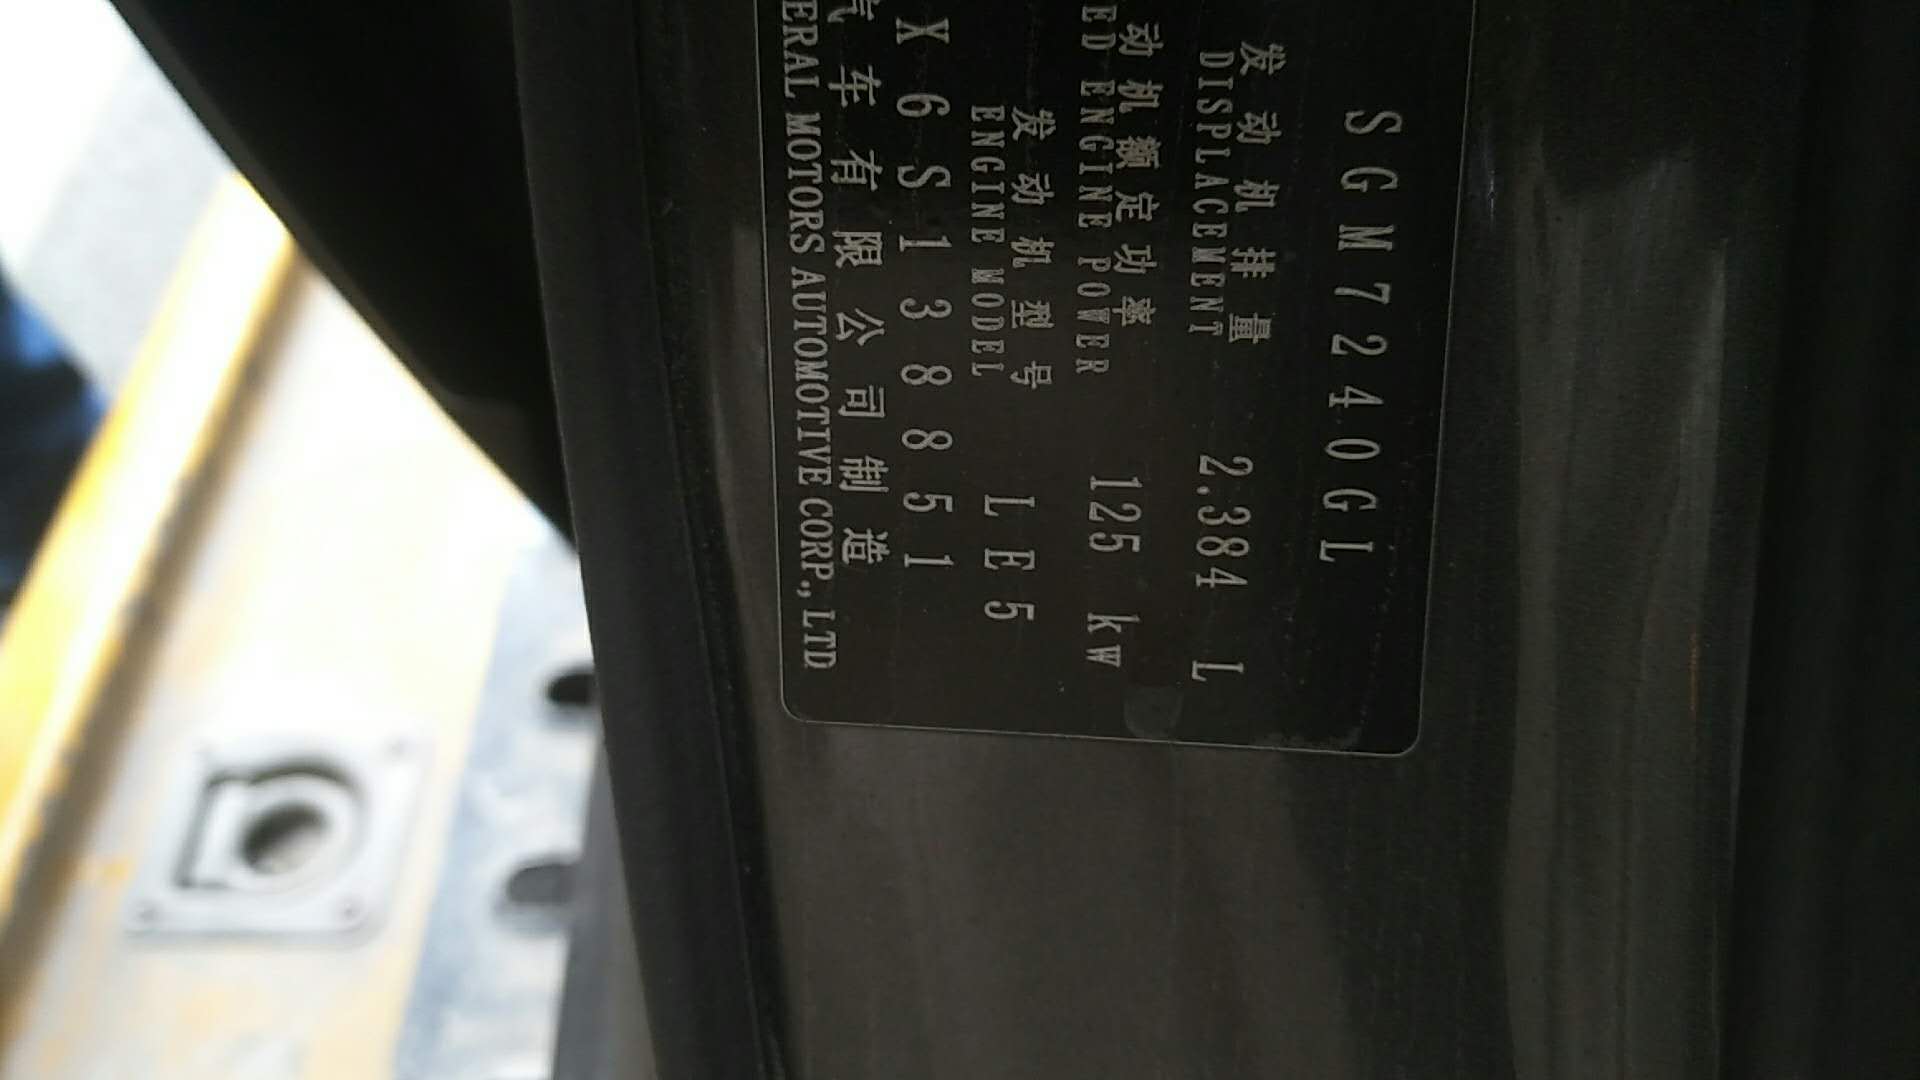 SGM7240GL
发动机排量 2.384 L
DISPLACEMENT
动机额定功率 125 kW
ED ENGINE POWER
发动机型号 LE5
ENGINE MODEL
X6S1388851
汽车有限公司制造
ERAL MOTORS AUTOMOTIVE CORP., LTD